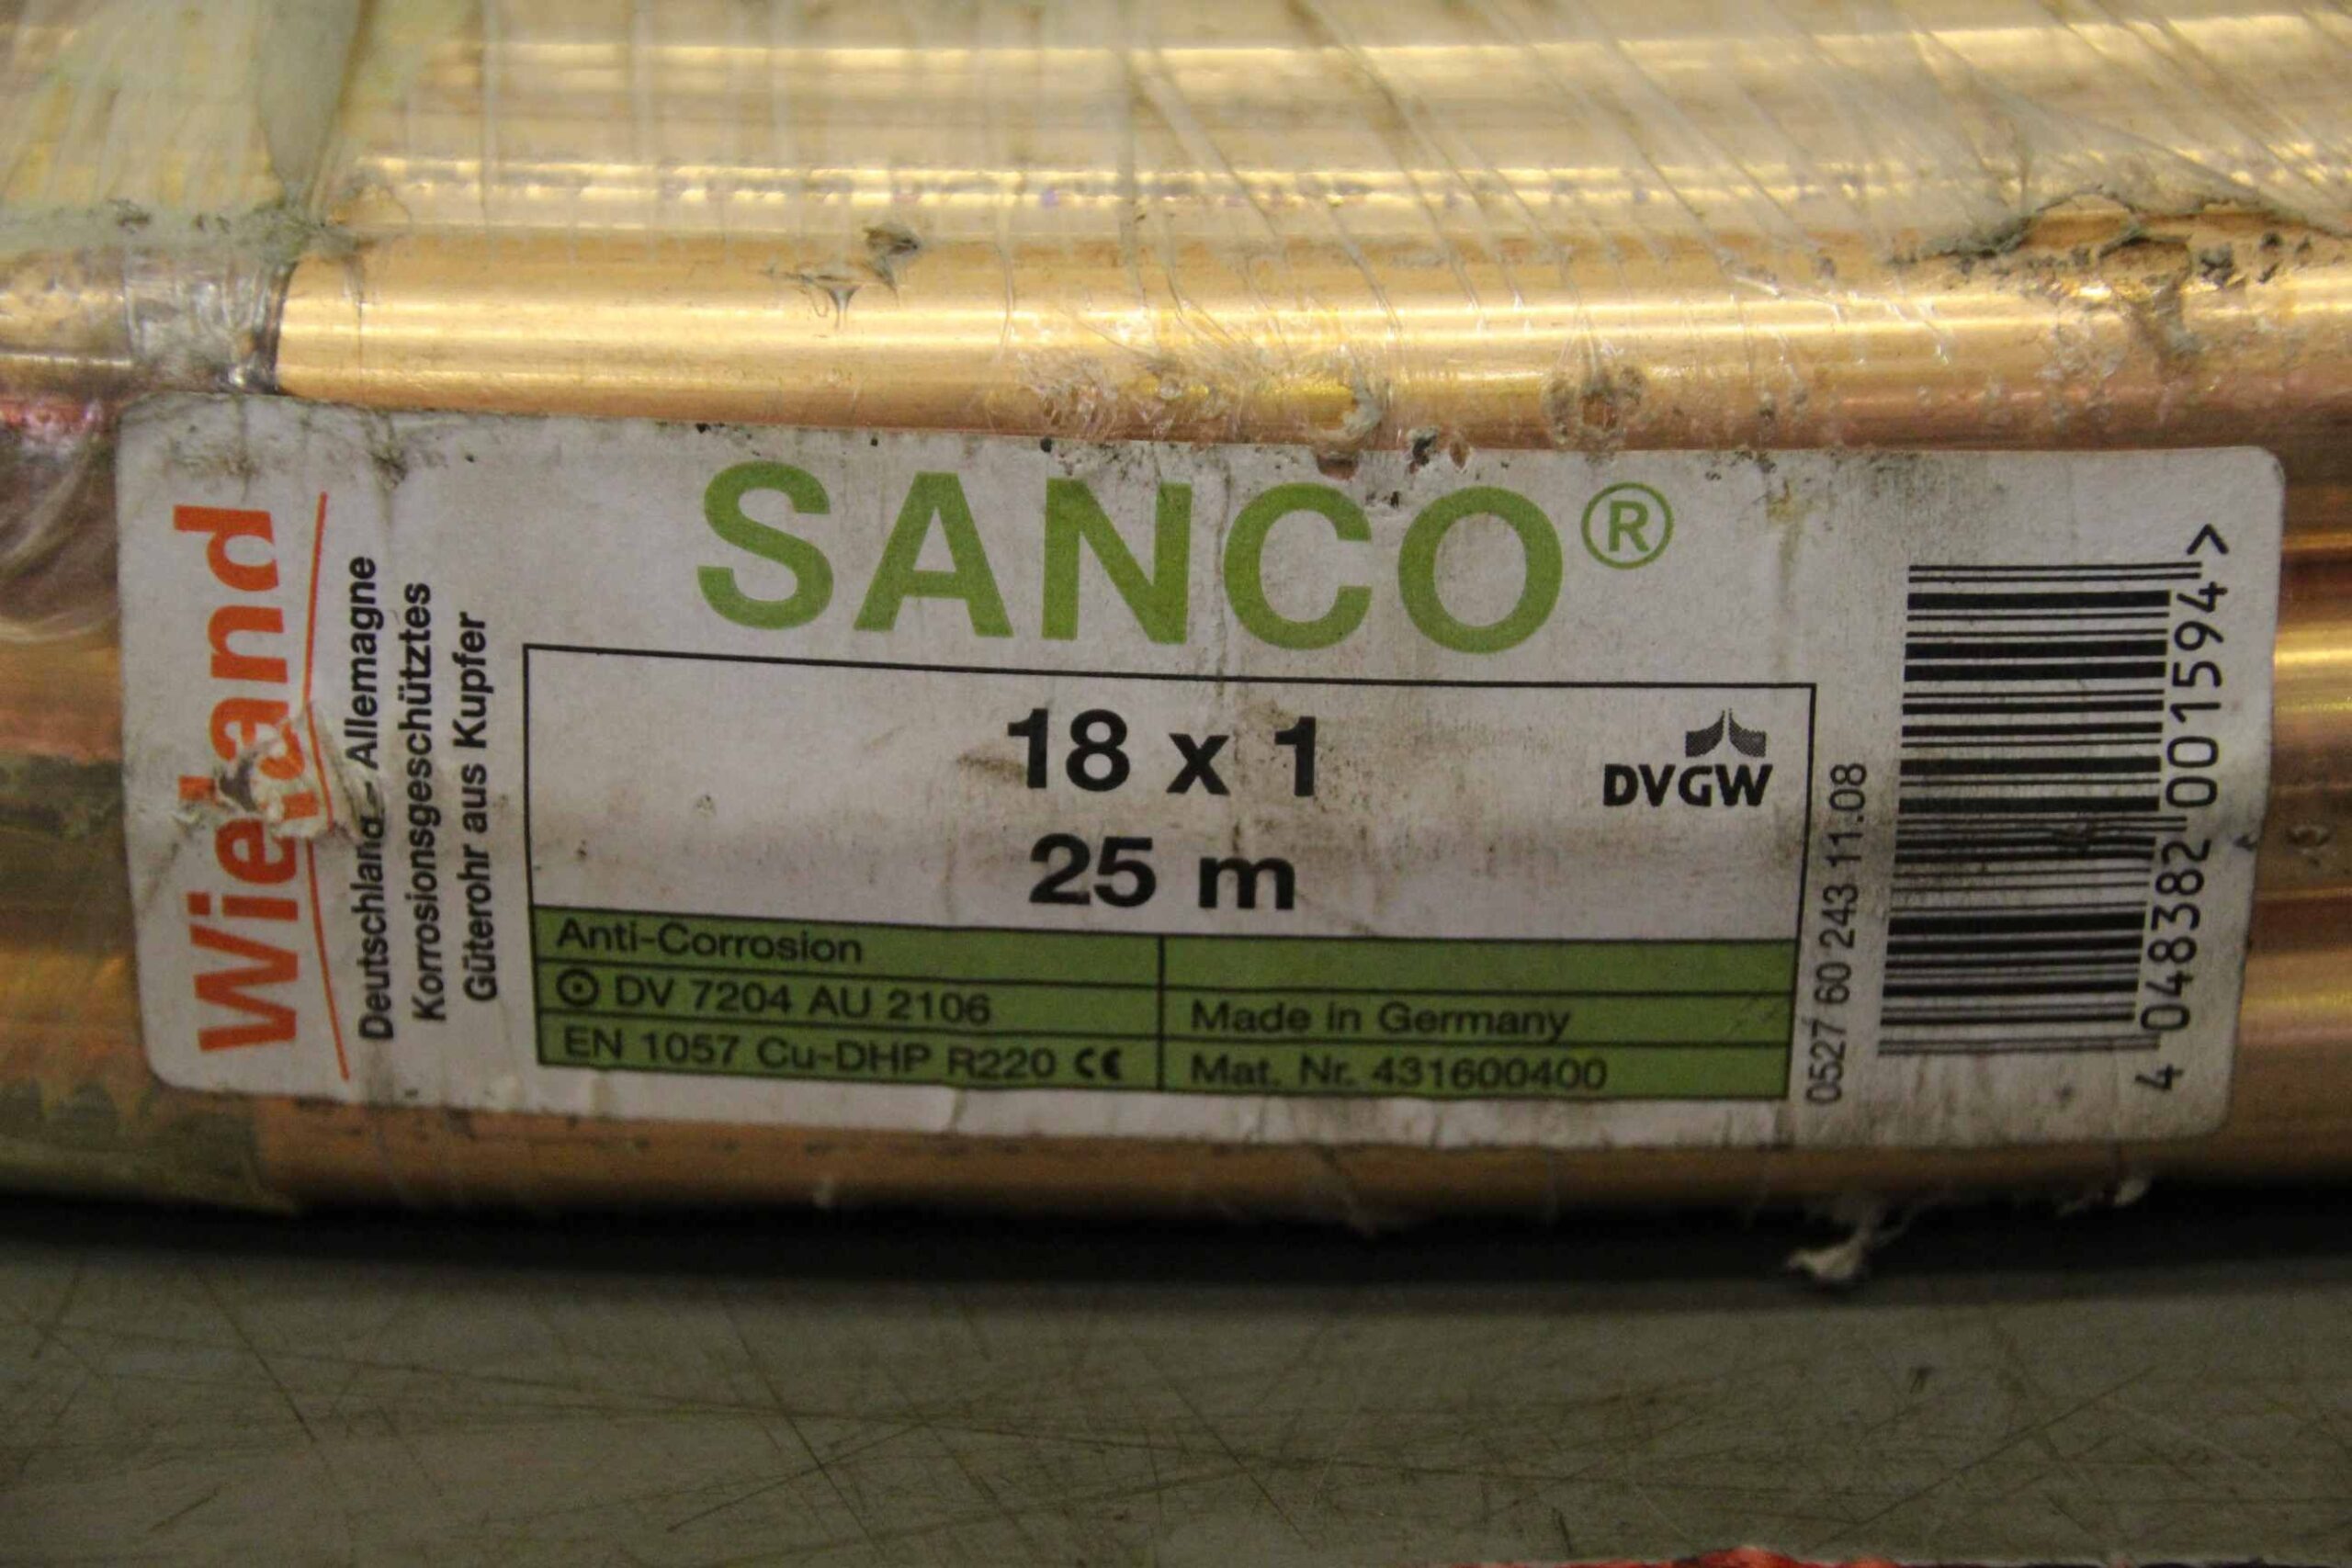 Wieland
Deutschland – Allemagne
Korrosionsgeschütztes
Güterohr aus Kupfer
SANCO®
18 x 1
25 m
DVGW
Anti-Corrosion
DV 7204 AU 2106
EN 1057 Cu-DHP R220 CE
Made in Germany
Mat. Nr. 431600400
0527 60 243 11.08
4 048382 001594 >